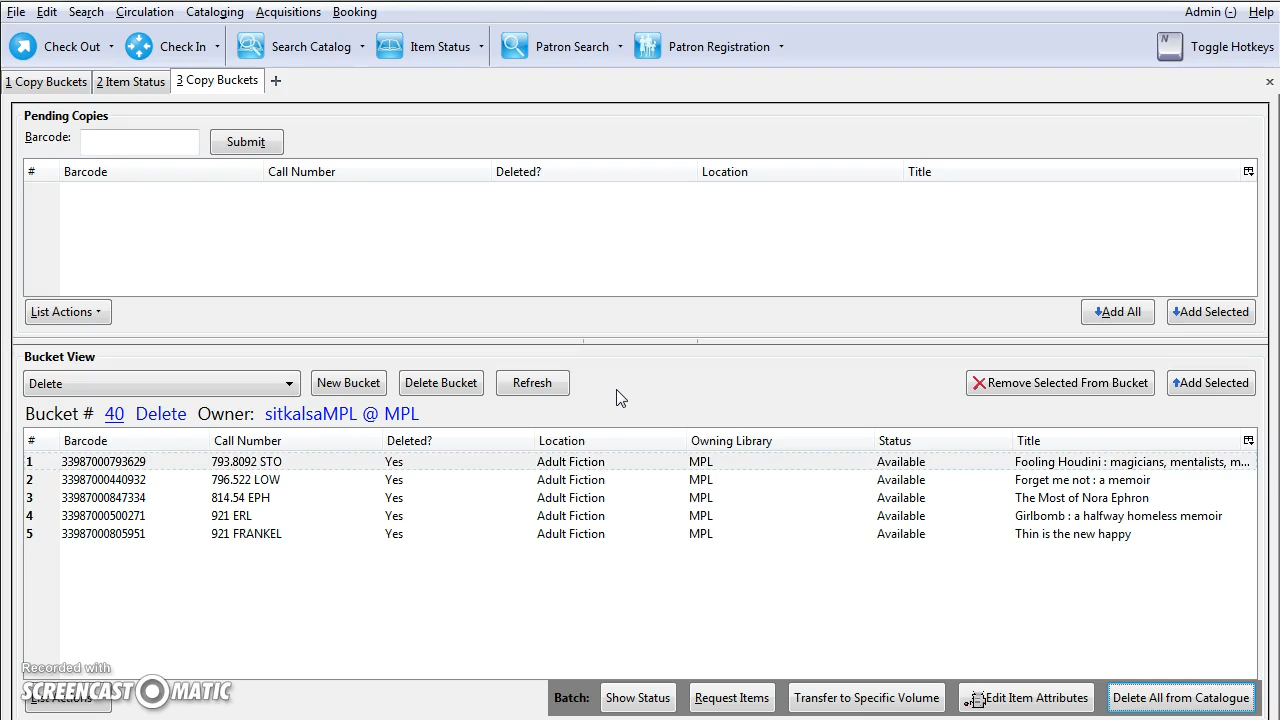 File Edit Search Circulation Cataloging Acquisitions Booking Admin (-) Help
Check Out Check In Search Catalog Item Status Patron Search Patron Registration N Toggle Hotkeys
1 Copy Buckets 2 Item Status 3 Copy Buckets + ×
Pending Copies
Barcode: Submit
# Barcode Call Number Deleted? Location Title
List Actions Add All Add Selected
Bucket View
Delete New Bucket Delete Bucket Refresh Remove Selected From Bucket Add Selected
Bucket # 40 Delete Owner: sitkalsaMPL @ MPL
# Barcode Call Number Deleted? Location Owning Library Status Title
1 33987000793629 793.8092 STO Yes Adult Fiction MPL Available Fooling Houdini : magicians, mentalists, m...
2 33987000440932 796.522 LOW Yes Adult Fiction MPL Available Forget me not : a memoir
3 33987000847334 814.54 EPH Yes Adult Fiction MPL Available The Most of Nora Ephron
4 33987000500271 921 ERL Yes Adult Fiction MPL Available Girlbomb : a halfway homeless memoir
5 33987000805951 921 FRANKEL Yes Adult Fiction MPL Available Thin is the new happy
Recorded with
SCREENCAST-O-MATIC
List Actions Batch: Show Status Request Items Transfer to Specific Volume Edit Item Attributes Delete All from Catalogue